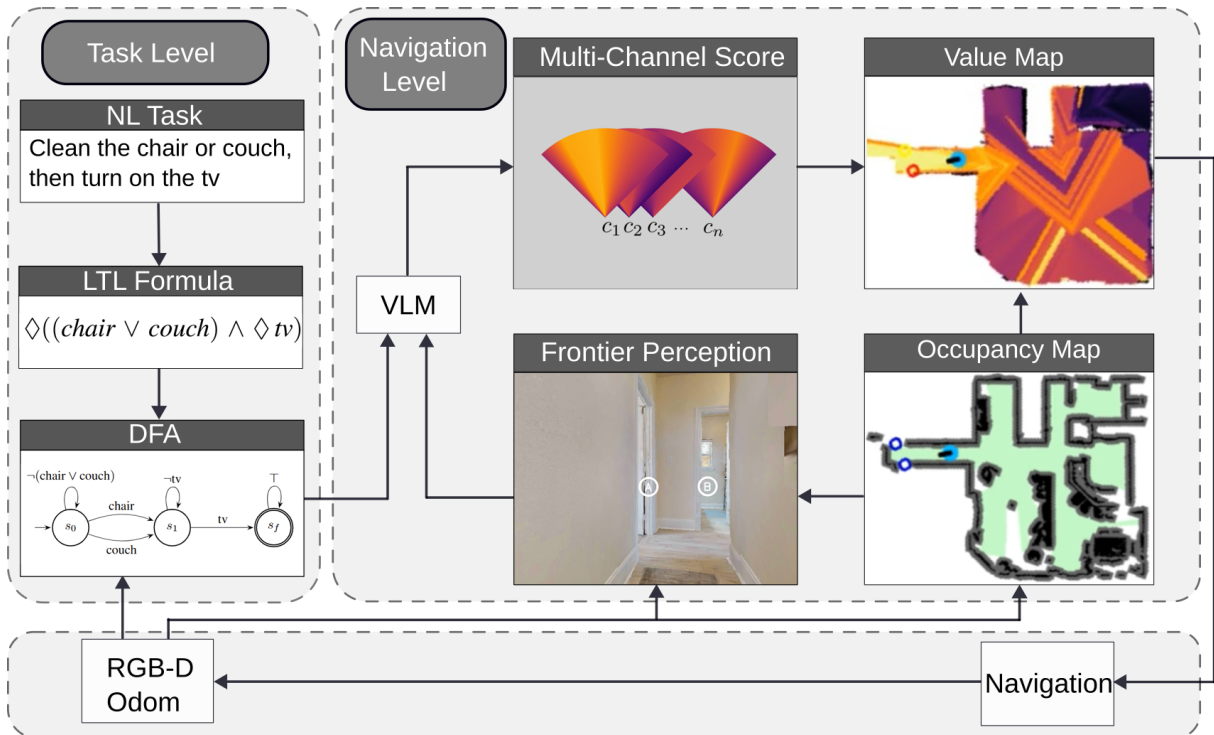 Task Level
NL Task
Clean the chair or couch,
then turn on the tv
LTL Formula
◊((chair ∨ couch) ∧ ◊ tv)
DFA
¬(chair ∨ couch)
¬tv
⊤
s₀
chair
couch
s₁
tv
s_f
Navigation
Level
Multi-Channel Score
c₁ c₂ c₃ ... cₙ
Value Map
VLM
Frontier Perception
A
B
Occupancy Map
RGB-D
Odom
Navigation